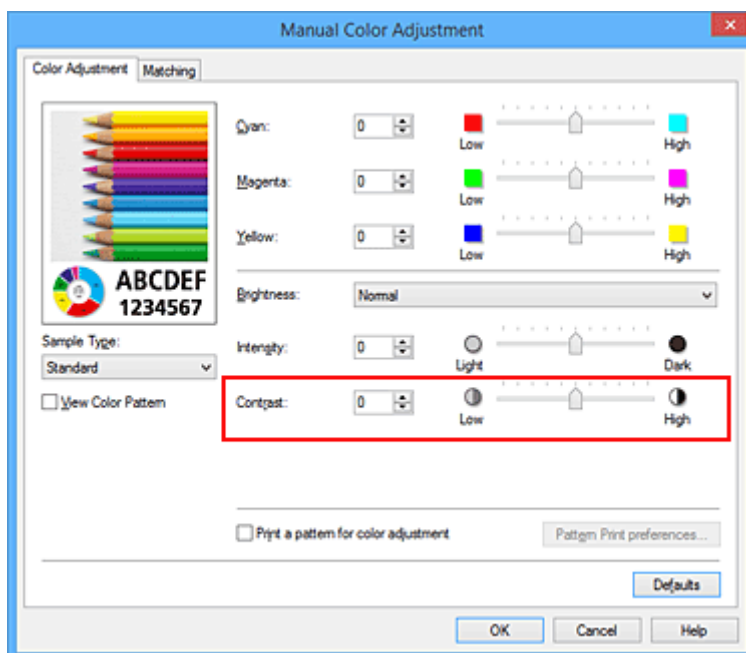 Manual Color Adjustment
Color Adjustment Matching
ABCDEF
1234567
Sample Type:
Standard
View Color Pattern
Cyan: 0 Low High
Magenta: 0 Low High
Yellow: 0 Low High
Brightness: Normal
Intensity: 0 Light Dark
Contrast: 0 Low High
Print a pattern for color adjustment Pattern Print preferences...
Defaults
OK Cancel Help